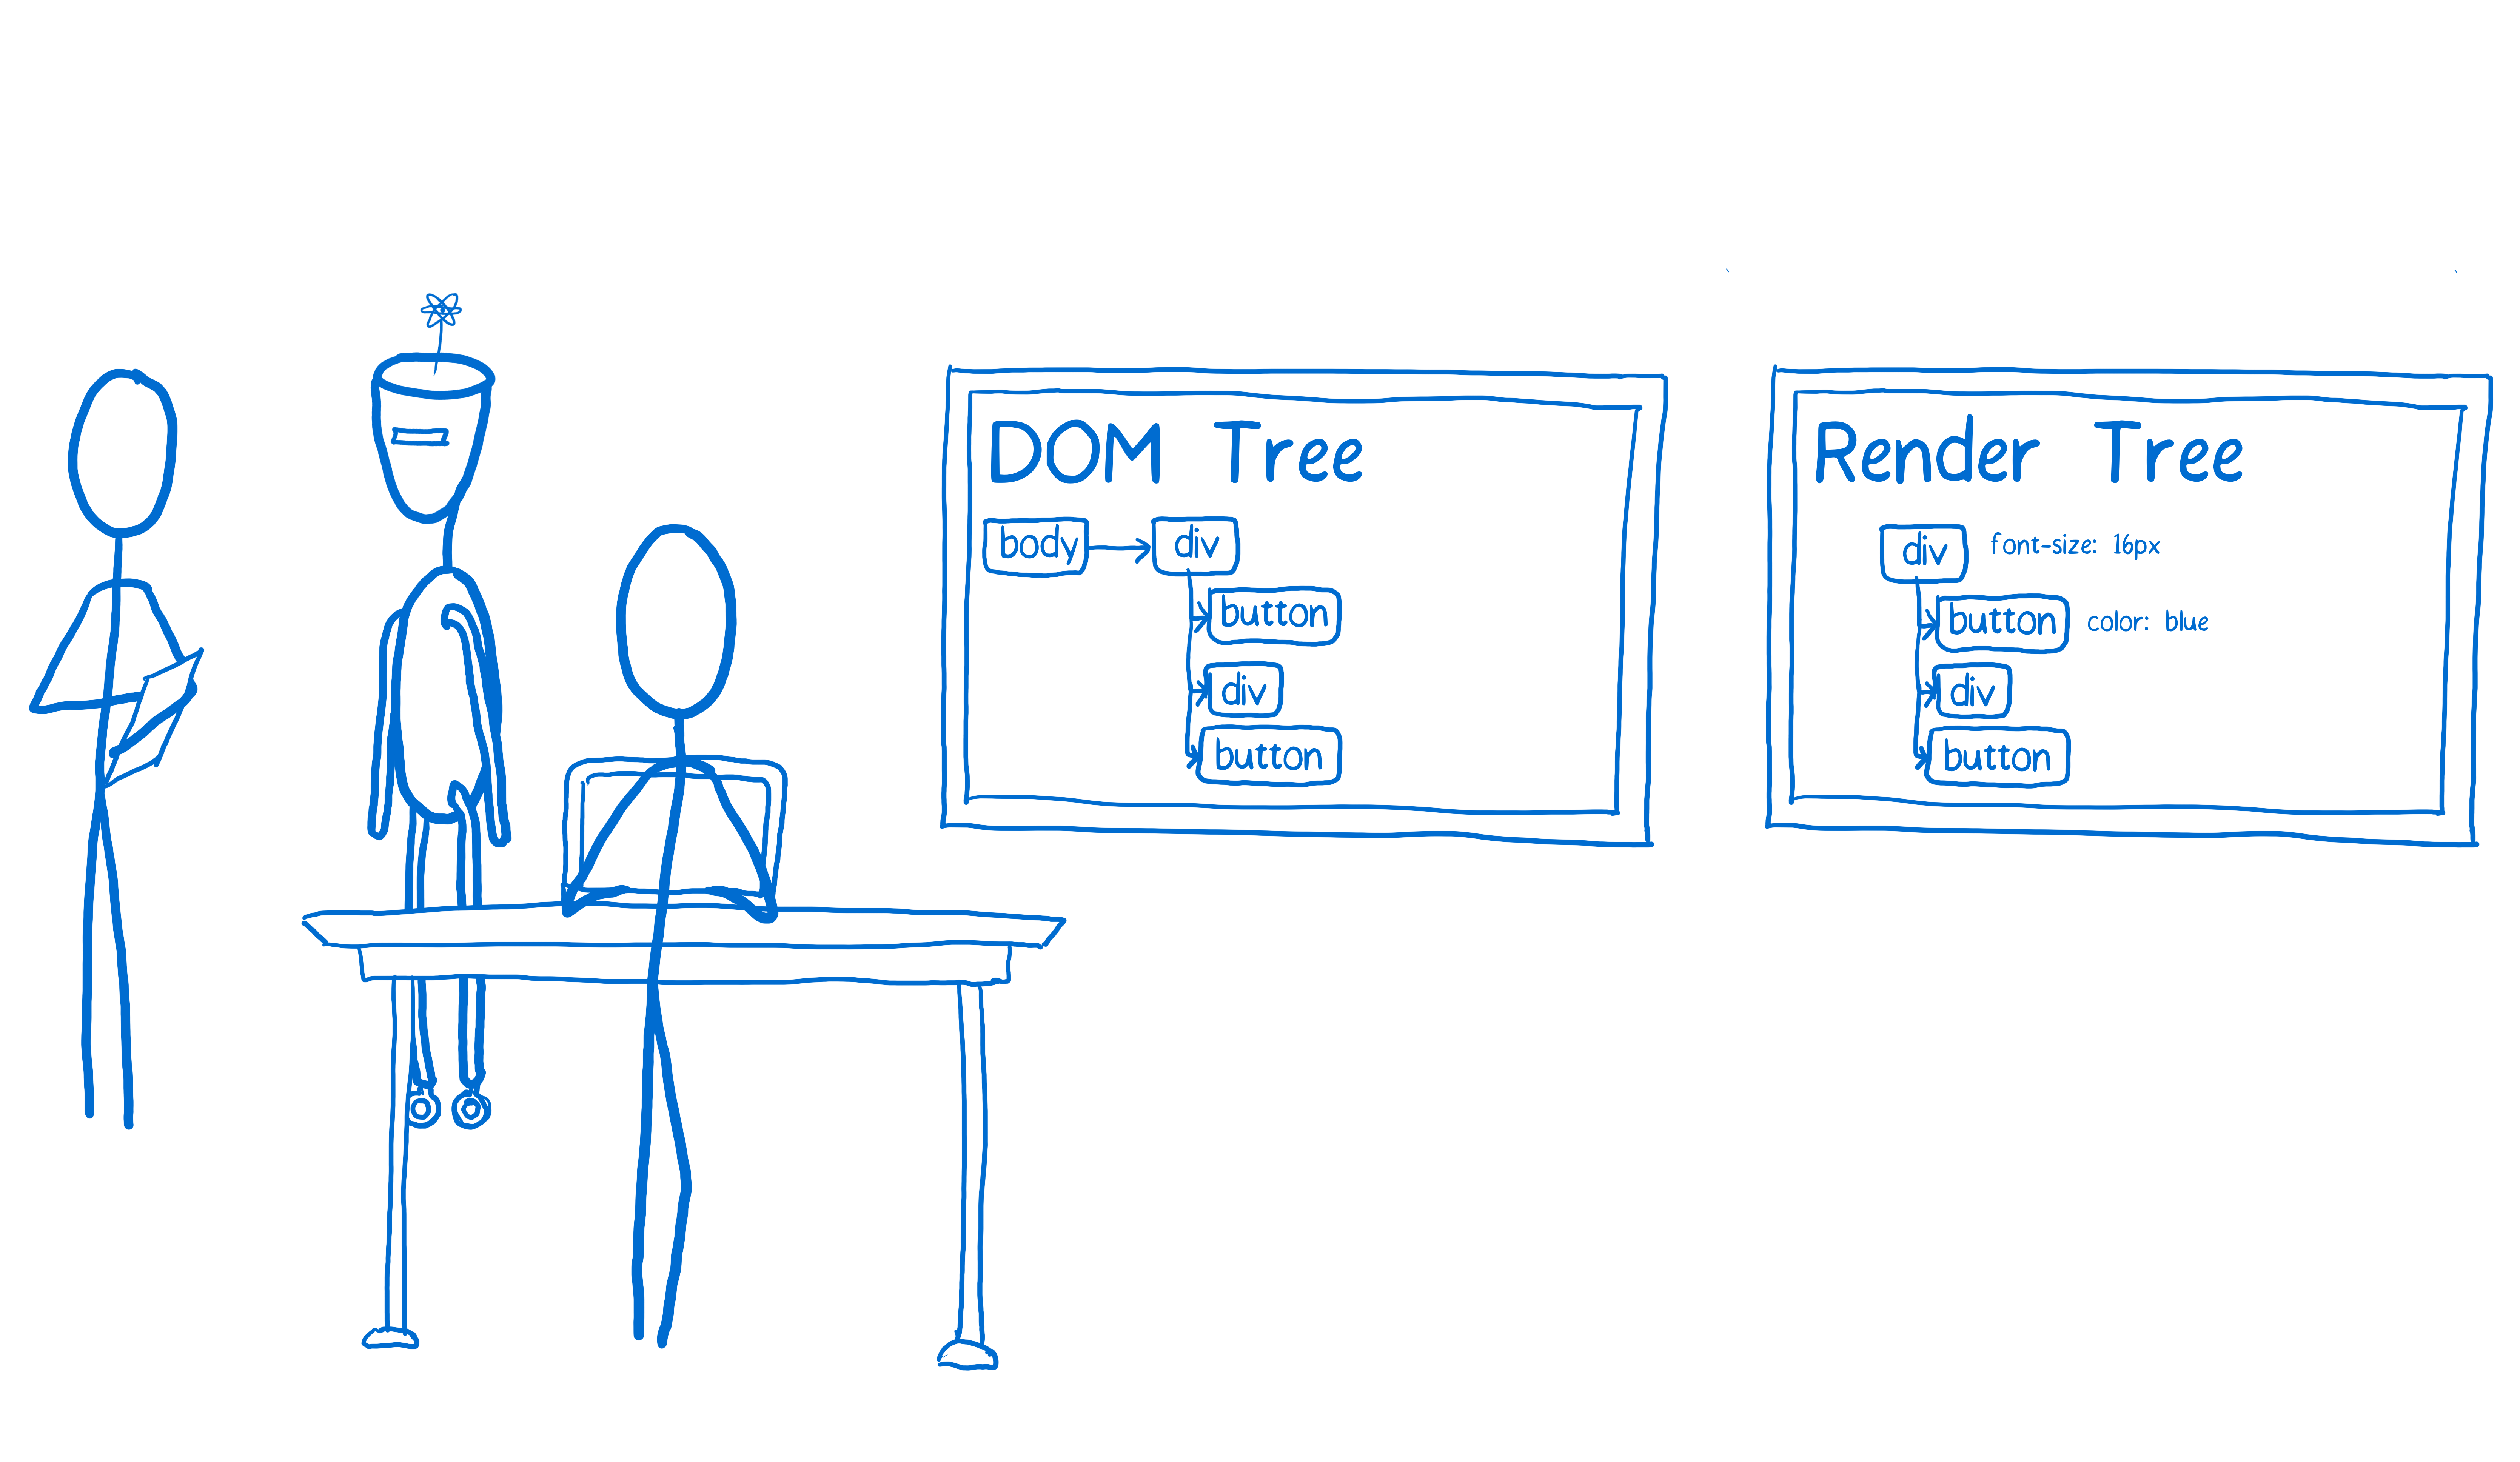 DOM Tree
body div
button
div
button
Render Tree
div font-size: 16px
button color: blue
div
button